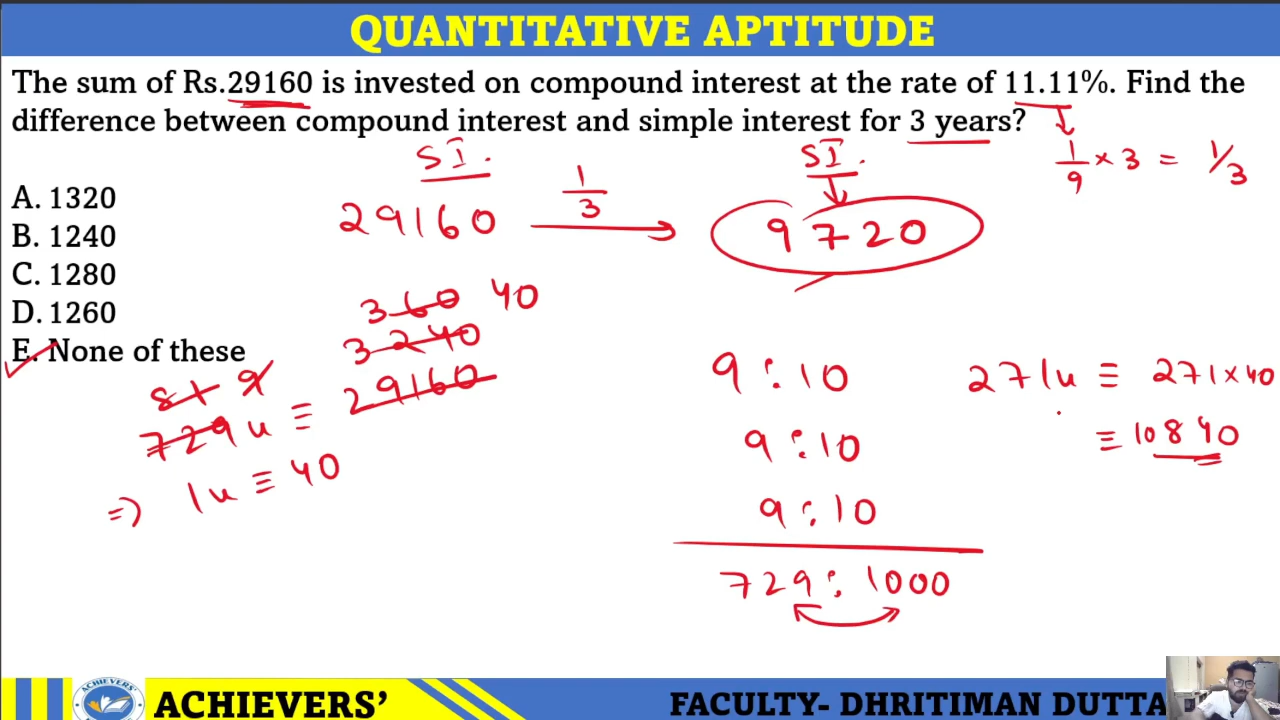 QUANTITATIVE APTITUDE
The sum of Rs.29160 is invested on compound interest at the rate of 11.11%. Find the
difference between compound interest and simple interest for 3 years?
A. 1320
B. 1240
C. 1280
D. 1260
E. None of these
SI.
29160
1/3
SI.
9720
1/9 × 3 = 1/3
360 40
3240
29160
81 9
729u ≡
=> 1u ≡ 40
9 : 10
9 : 10
9 : 10
729 : 1000
271u ≡ 271×40
≡ 10840
ACHIEVERS'
ACHIEVERS'
FACULTY- DHRITIMAN DUTTA